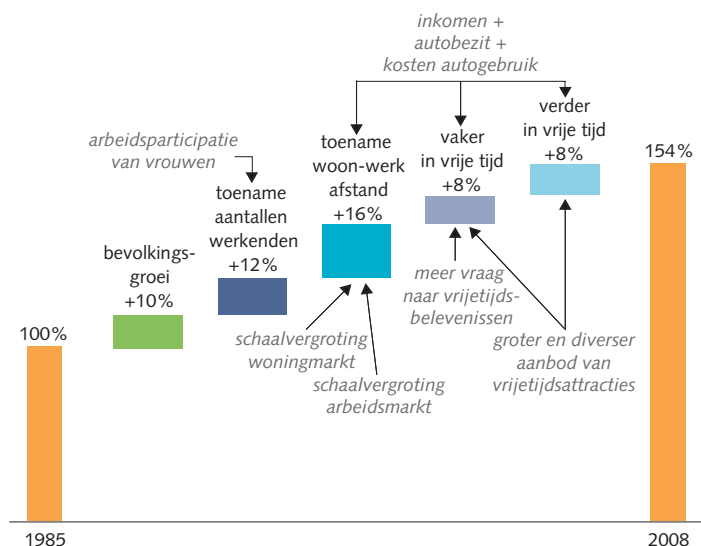 inkomen +
autobezit +
kosten autogebruik
arbeidsparticipatie
van vrouwen
bevolkings-
groei
+10%
toename
aantallen
werkenden
+12%
toename
woon-werk
afstand
+16%
vaker
in vrije tijd
+8%
verder
in vrije tijd
+8%
154%
100%
schaalvergroting
woningmarkt
schaalvergroting
arbeidsmarkt
meer vraag
naar vrijetijds-
belevenissen
groter en diverser
aanbod van
vrijetijdsattracties
1985
2008